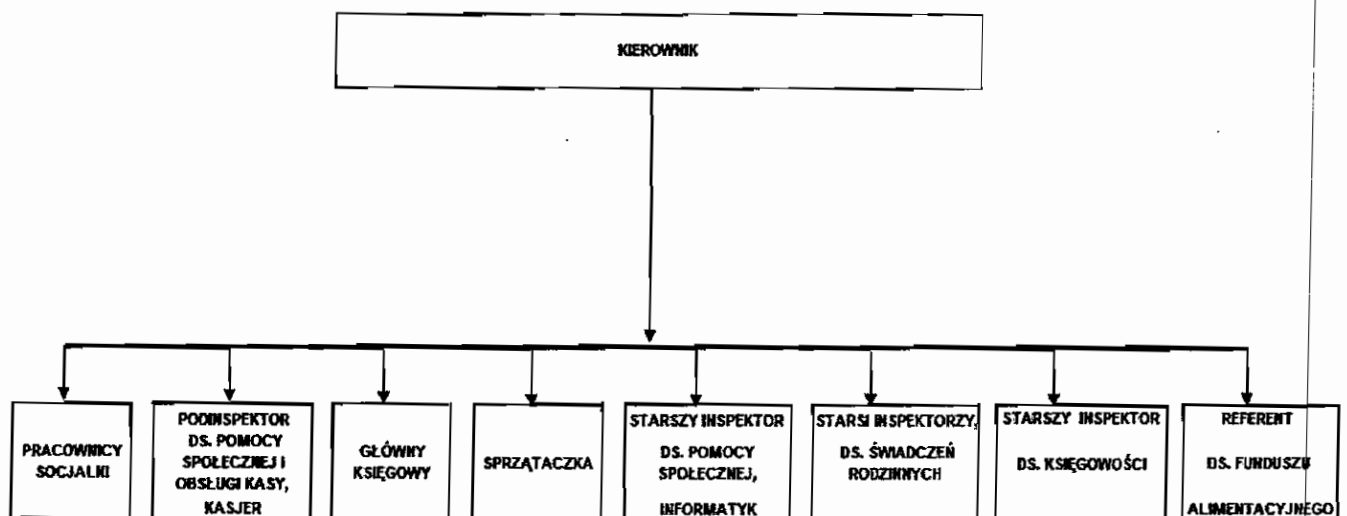 KIEROWNIK
PRACOWNICY
SOCJALNI
PODINSPEKTOR
DS. POMOCY
SPOŁECZNEJ I
OBSŁUGI KASY,
KASJER
GŁÓWNY
KSIĘGOWY
SPRZĄTACZKA
STARSZY INSPEKTOR
DS. POMOCY
SPOŁECZNEJ,
INFORMATYK
STARSI INSPEKTORZY,
DS. ŚWIADCZEŃ
RODZINNYCH
STARSZY INSPEKTOR
DS. KSIĘGOWOŚCI
REFERENT
DS. FUNDUSZU
ALIMENTACYJNEGO